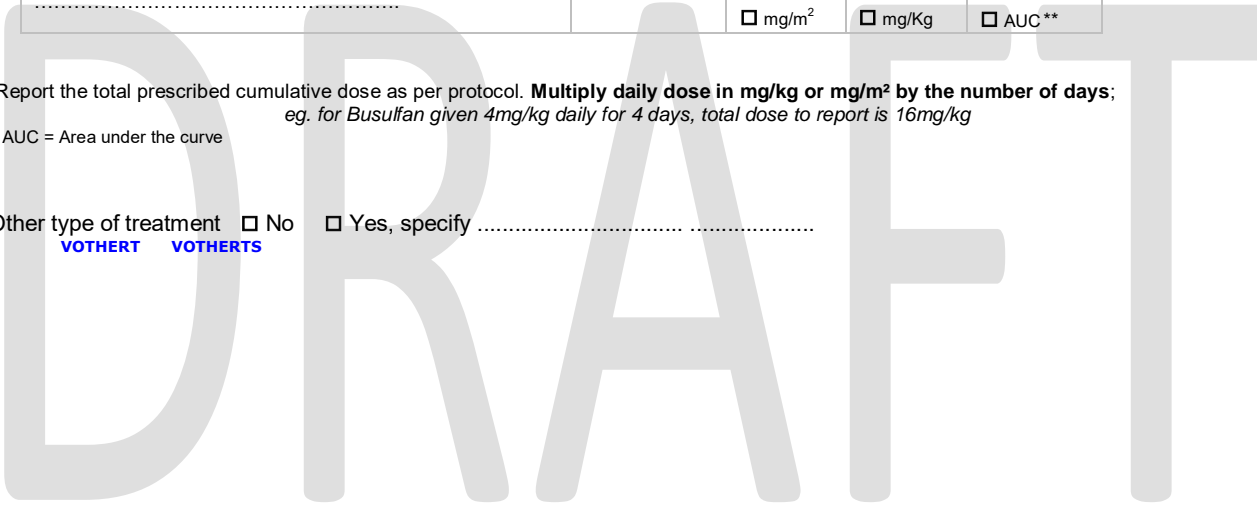 ........................................................
☐ mg/m² ☐ mg/Kg ☐ AUC**
Report the total prescribed cumulative dose as per protocol. Multiply daily dose in mg/kg or mg/m² by the number of days;
eg. for Busulfan given 4mg/kg daily for 4 days, total dose to report is 16mg/kg
AUC = Area under the curve
Other type of treatment ☐ No ☐ Yes, specify ................................. ....................
VOTHERT VOTHERTS
DRAFT